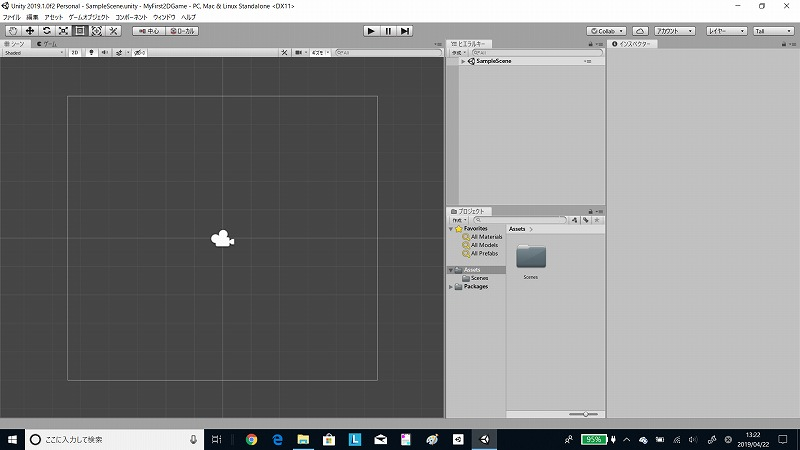 Unity 2019.1.0f2 Personal - SampleScene.unity - MyFirst2DGame - PC, Mac & Linux Standalone <DX11>
ファイル 編集 アセット ゲームオブジェクト コンポーネント ウィンドウ ヘルプ
中心 ローカル Collab アカウント レイヤー Tall
シーン ゲーム ヒエラルキー インスペクター
Shaded 2D ギズモ All 作成 All
SampleScene
プロジェクト
作成
Favorites Assets
All Materials
All Models
All Prefabs
Assets
Scenes Scenes
Packages
ここに入力して検索 95% 13:22
2019/04/22